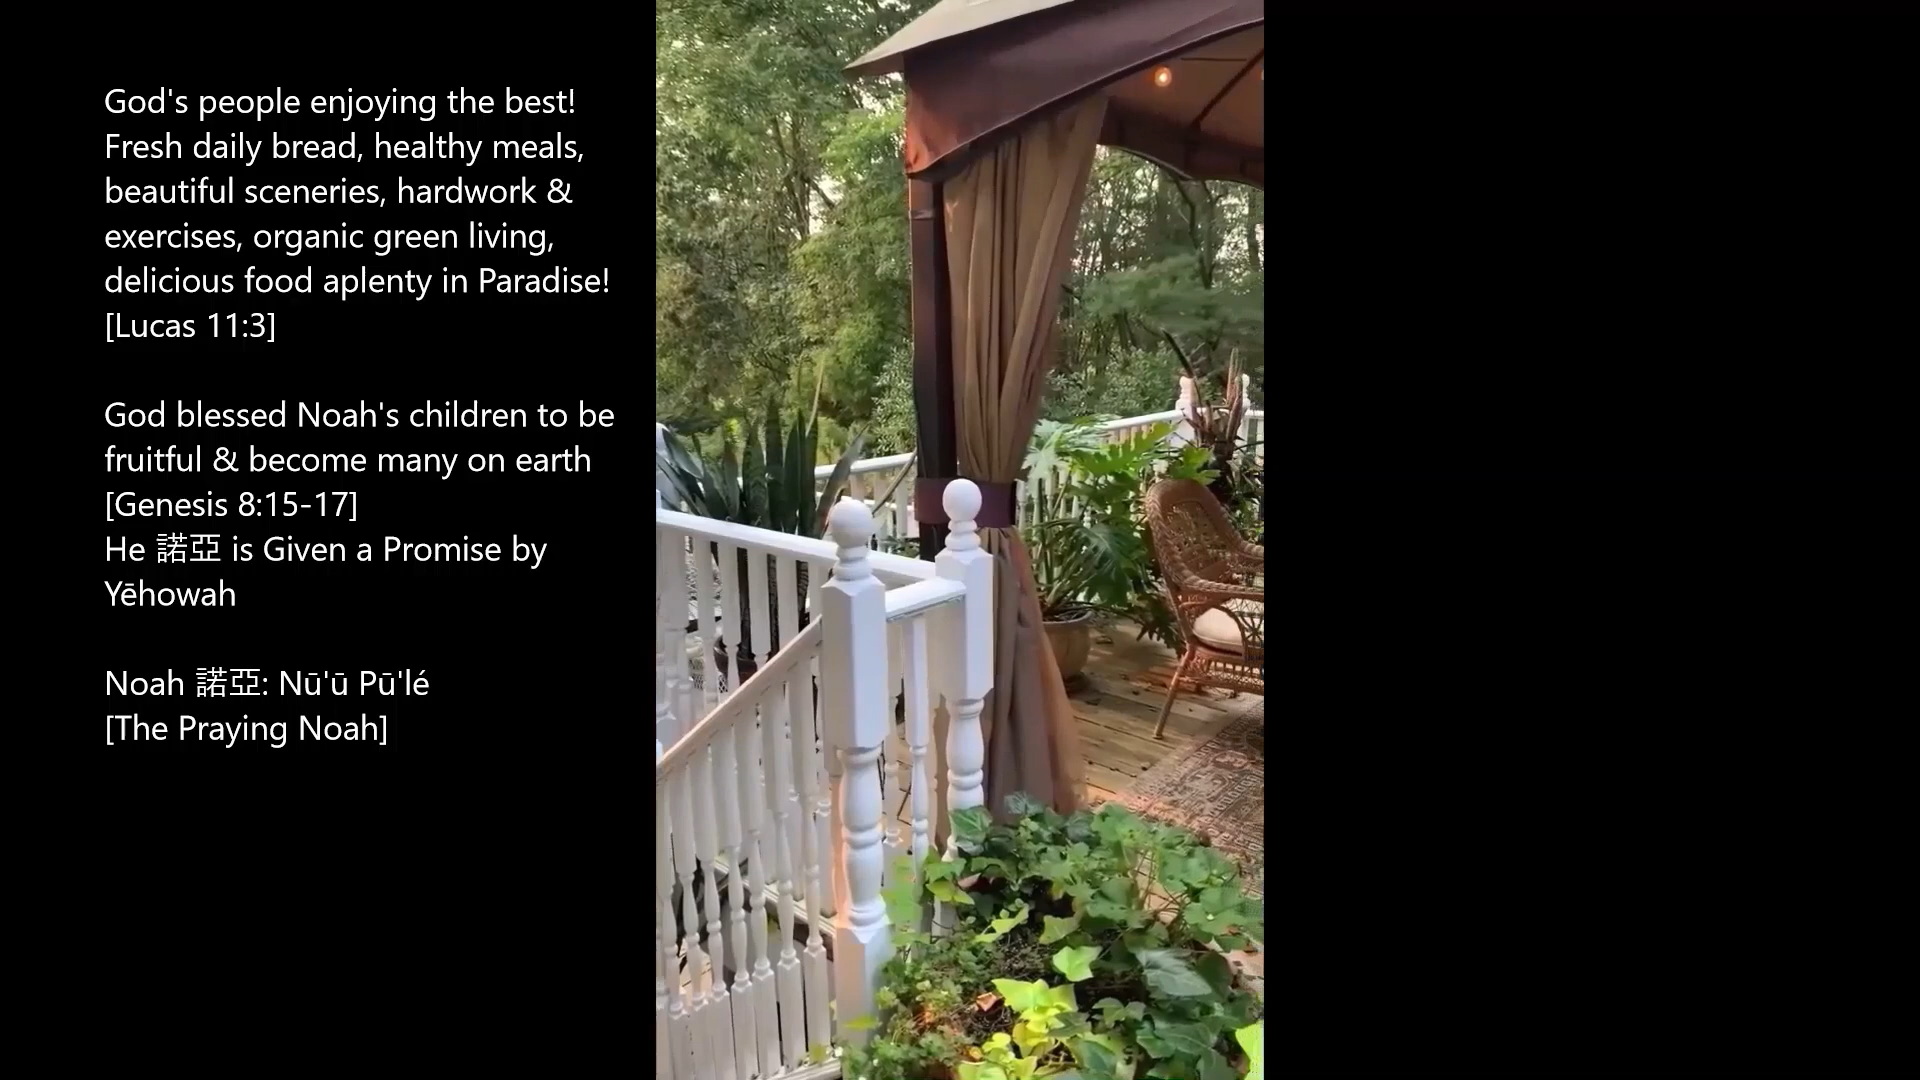 God's people enjoying the best!
Fresh daily bread, healthy meals,
beautiful sceneries, hardwork &
exercises, organic green living,
delicious food aplenty in Paradise!
[Lucas 11:3]
God blessed Noah's children to be
fruitful & become many on earth
[Genesis 8:15-17]
He 諾亞 is Given a Promise by
Yēhowah
Noah 諾亞: Nū'ū Pū'lé
[The Praying Noah]